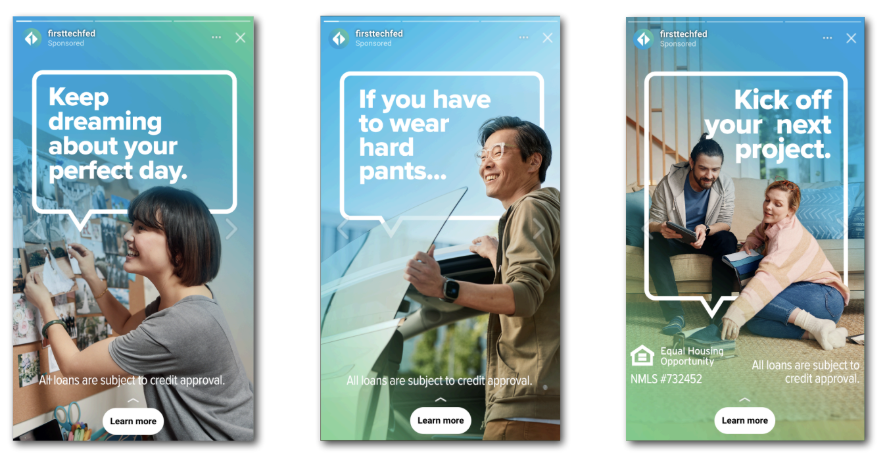 firsttechfed
Sponsored
Keep
dreaming
about your
perfect day.
All loans are subject to credit approval.
Learn more
firsttechfed
Sponsored
If you have
to wear
hard
pants...
All loans are subject to credit approval.
Learn more
firsttechfed
Sponsored
Kick off
your next
project.
Equal Housing
Opportunity
NMLS #732452
All loans are subject to
credit approval.
Learn more